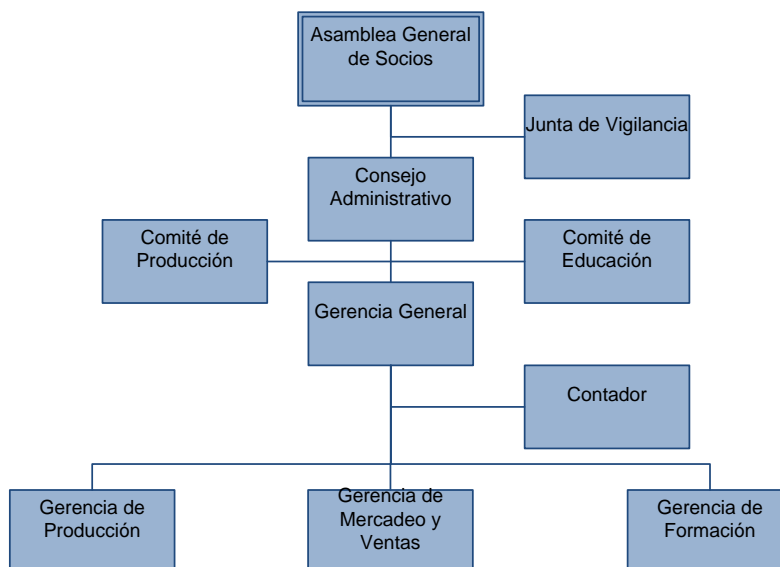 Asamblea General
de Socios
Junta de Vigilancia
Consejo
Administrativo
Comité de
Producción
Comité de
Educación
Gerencia General
Contador
Gerencia de
Producción
Gerencia de
Mercadeo y
Ventas
Gerencia de
Formación